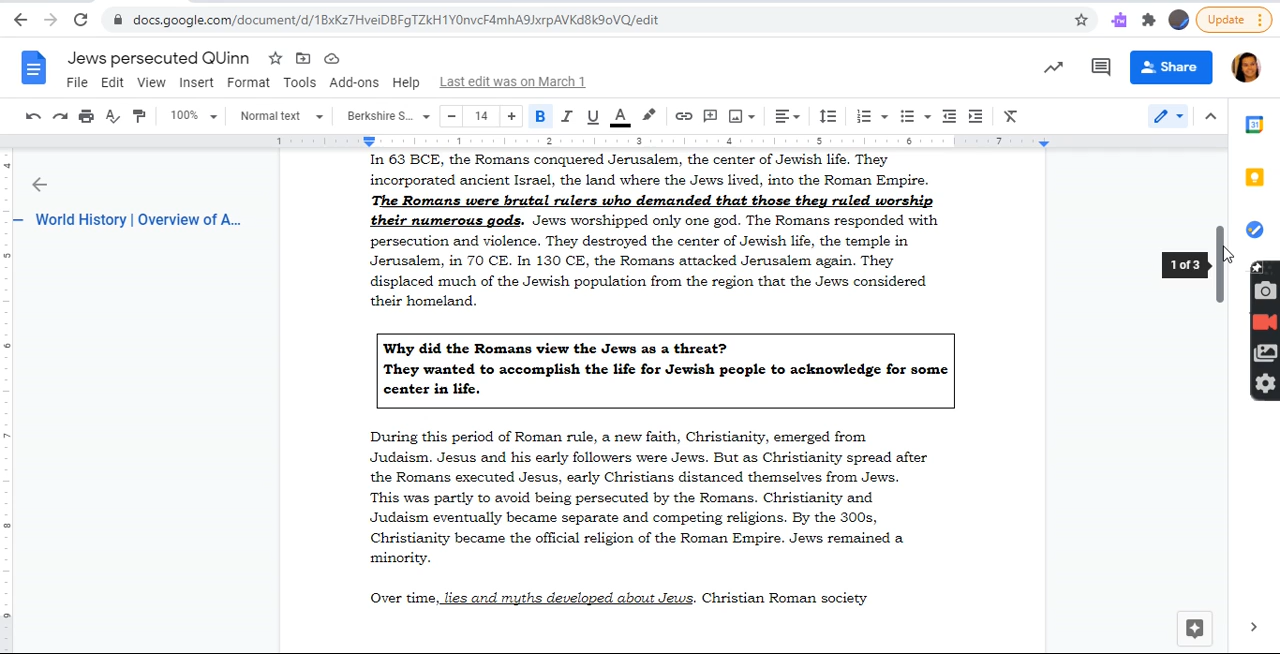 docs.google.com/document/d/1BxKz7HveiDBFgTZkH1Y0nvcF4mhA9JxrpAVKd8k9oVQ/edit
Update
Jews persecuted QUinn
File Edit View Insert Format Tools Add-ons Help Last edit was on March 1
Share
100% Normal text Berkshire S... 14 B I U A
1 1 2 3 4 5 6 7
In 63 BCE, the Romans conquered Jerusalem, the center of Jewish life. They
incorporated ancient Israel, the land where the Jews lived, into the Roman Empire.
The Romans were brutal rulers who demanded that those they ruled worship
their numerous gods. Jews worshipped only one god. The Romans responded with
persecution and violence. They destroyed the center of Jewish life, the temple in
Jerusalem, in 70 CE. In 130 CE, the Romans attacked Jerusalem again. They
displaced much of the Jewish population from the region that the Jews considered
their homeland.
World History | Overview of A...
1 of 3
31
Why did the Romans view the Jews as a threat?
They wanted to accomplish the life for Jewish people to acknowledge for some
center in life.
During this period of Roman rule, a new faith, Christianity, emerged from
Judaism. Jesus and his early followers were Jews. But as Christianity spread after
the Romans executed Jesus, early Christians distanced themselves from Jews.
This was partly to avoid being persecuted by the Romans. Christianity and
Judaism eventually became separate and competing religions. By the 300s,
Christianity became the official religion of the Roman Empire. Jews remained a
minority.
Over time, lies and myths developed about Jews. Christian Roman society